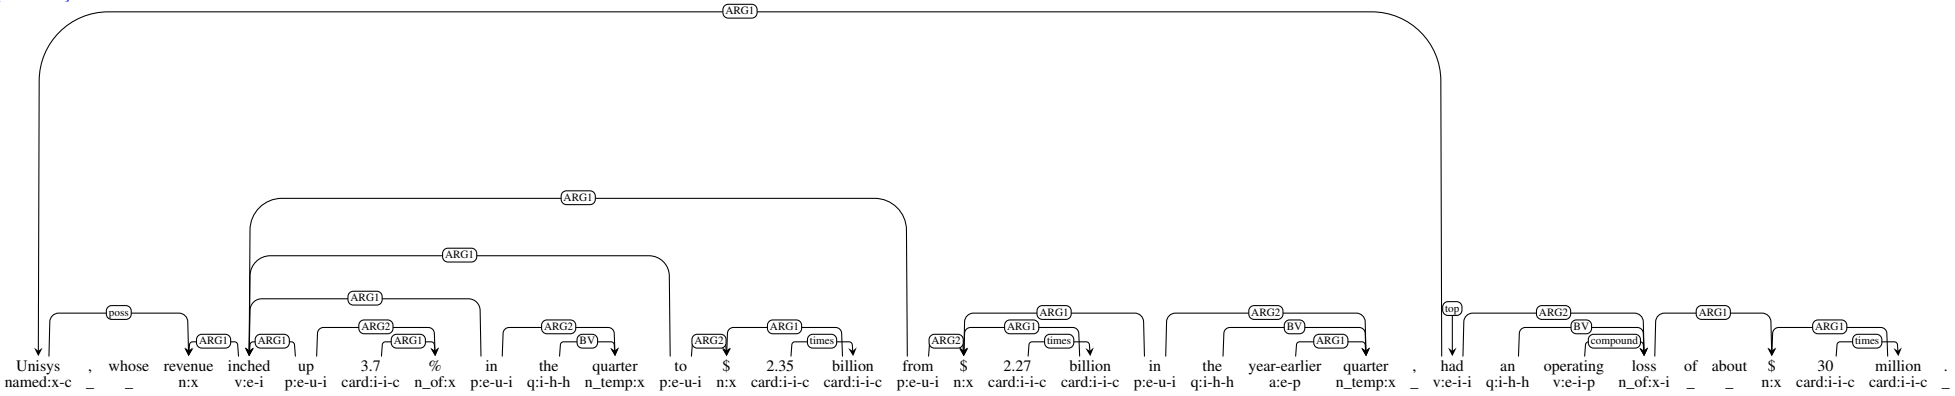 ARG1
ARG1
ARG1
ARG1
poss ARG1 ARG2 top ARG2 ARG1
ARG2 ARG2 ARG1 ARG1 BV BV ARG1
ARG1 ARG1 ARG1 BV ARG2 times ARG2 times ARG1 compound times
Unisys , whose revenue inched up 3.7 % in the quarter to $ 2.35 billion from $ 2.27 billion in the year-earlier quarter , had an operating loss of about $ 30 million .
named:x-c _ _ n:x v:e-i p:e-u-i card:i-i-c n_of:x p:e-u-i q:i-h-h n_temp:x p:e-u-i n:x card:i-i-c card:i-i-c p:e-u-i n:x card:i-i-c card:i-i-c p:e-u-i q:i-h-h a:e-p n_temp:x _ v:e-i-i q:i-h-h v:e-i-p n_of:x-i _ _ n:x card:i-i-c card:i-i-c _